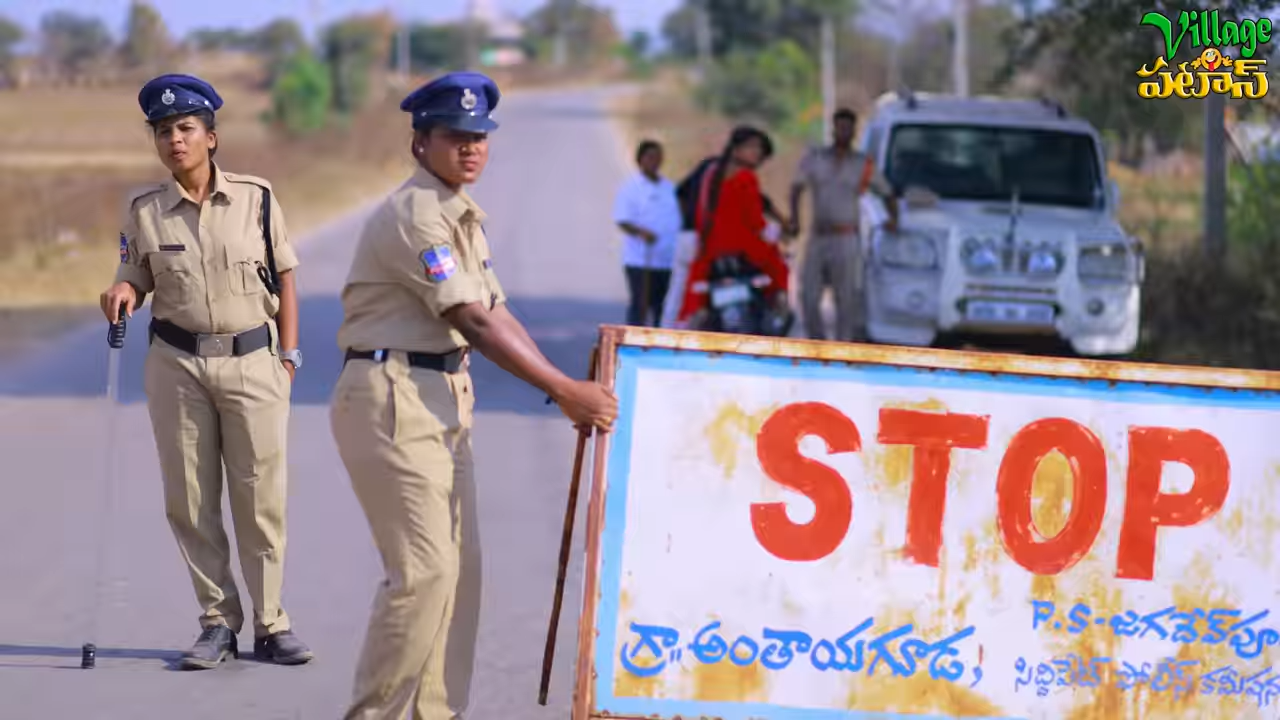 Village
పటాస్
STOP
గ్రా.. అంతాయగూడ,
P.S-జగదేవ్‌పూ
సిద్దిపేట పోలీస్ కమీషన